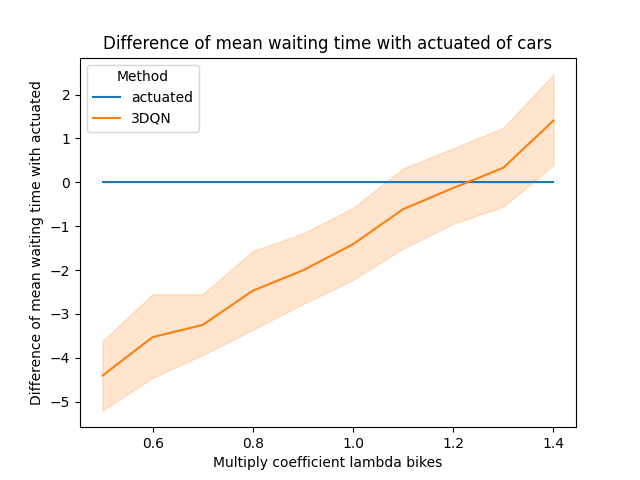 Difference of mean waiting time with actuated of cars
Method
actuated
3DQN
Difference of mean waiting time with actuated
2
1
0
−1
−2
−3
−4
−5
0.6
0.8
1.0
1.2
1.4
Multiply coefficient lambda bikes